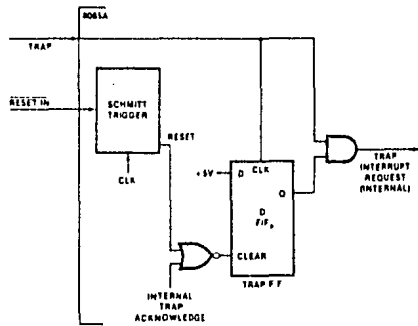 8085A
TRAP
RESET IN
SCHMITT
TRIGGER
RESET
CLK
+5V
D
CLK
Q
D
F/F
CLEAR
TRAP F.F
INTERNAL
TRAP
ACKNOWLEDGE
TRAP
INTERRUPT
REQUEST
(INTERNAL)